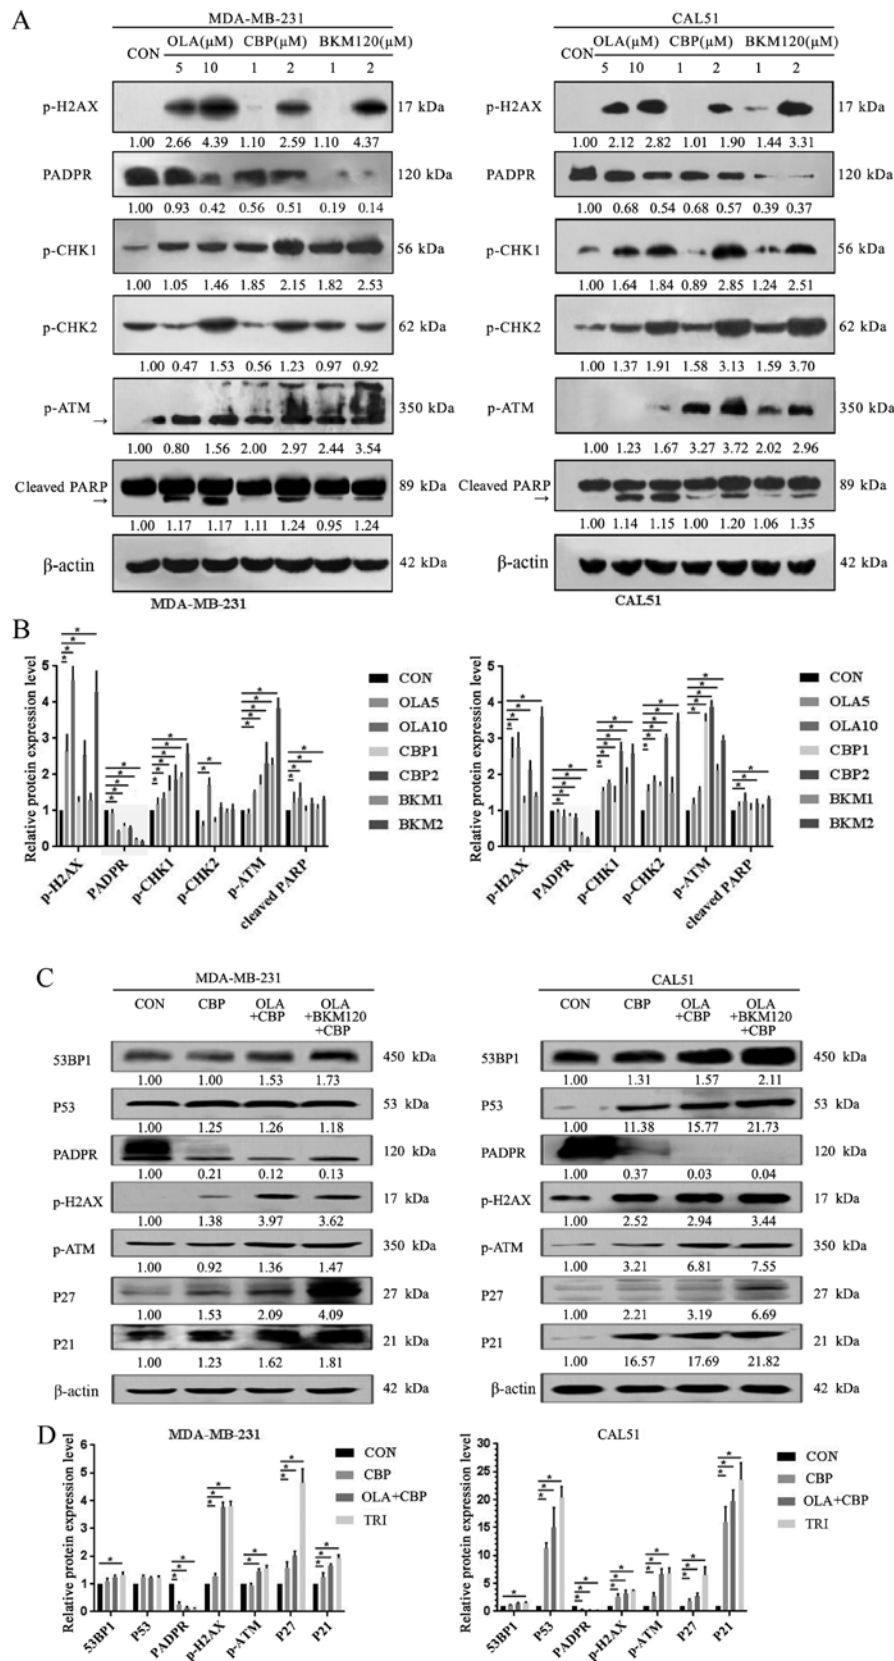 A
MDA-MB-231
CON OLA(μM) CBP(μM) BKM120(μM)
5 10 1 2 1 2
p-H2AX 17 kDa
1.00 2.66 4.39 1.10 2.59 1.10 4.37
PADPR 120 kDa
1.00 0.93 0.42 0.56 0.51 0.19 0.14
p-CHK1 56 kDa
1.00 1.05 1.46 1.85 2.15 1.82 2.53
p-CHK2 62 kDa
1.00 0.47 1.53 0.56 1.23 0.97 0.92
p-ATM 350 kDa
→
1.00 0.80 1.56 2.00 2.97 2.44 3.54
Cleaved PARP 89 kDa
→
1.00 1.17 1.17 1.11 1.24 0.95 1.24
β-actin 42 kDa
MDA-MB-231
CAL51
CON OLA(μM) CBP(μM) BKM120(μM)
5 10 1 2 1 2
p-H2AX 17 kDa
1.00 2.12 2.82 1.01 1.90 1.44 3.31
PADPR 120 kDa
1.00 0.68 0.54 0.68 0.57 0.39 0.37
p-CHK1 56 kDa
1.00 1.64 1.84 0.89 2.85 1.24 2.51
p-CHK2 62 kDa
1.00 1.37 1.91 1.58 3.13 1.59 3.70
p-ATM 350 kDa
1.00 1.23 1.67 3.27 3.72 2.02 2.96
Cleaved PARP 89 kDa
→
1.00 1.14 1.15 1.00 1.20 1.06 1.35
β-actin 42 kDa
CAL51
B
Relative protein expression level
5
4
3
2
1
0
p-H2AX
PADPR
p-CHK1
p-CHK2
p-ATM
cleaved PARP
CON
OLA5
OLA10
CBP1
CBP2
BKM1
BKM2
Relative protein expression level
5
4
3
2
1
0
p-H2AX
PADPR
p-CHK1
p-CHK2
p-ATM
cleaved PARP
CON
OLA5
OLA10
CBP1
CBP2
BKM1
BKM2
C
MDA-MB-231
CON CBP OLA +CBP OLA +BKM120 +CBP
53BP1 450 kDa
1.00 1.00 1.53 1.73
P53 53 kDa
1.00 1.25 1.26 1.18
PADPR 120 kDa
1.00 0.21 0.12 0.13
p-H2AX 17 kDa
1.00 1.38 3.97 3.62
p-ATM 350 kDa
1.00 0.92 1.36 1.47
P27 27 kDa
1.00 1.53 2.09 4.09
P21 21 kDa
1.00 1.23 1.62 1.81
β-actin 42 kDa
CAL51
CON CBP OLA +CBP OLA +BKM120 +CBP
53BP1 450 kDa
1.00 1.31 1.57 2.11
P53 53 kDa
1.00 11.38 15.77 21.73
PADPR 120 kDa
1.00 0.37 0.03 0.04
p-H2AX 17 kDa
1.00 2.52 2.94 3.44
p-ATM 350 kDa
1.00 3.21 6.81 7.55
P27 27 kDa
1.00 2.21 3.19 6.69
P21 21 kDa
1.00 16.57 17.69 21.82
β-actin 42 kDa
D
MDA-MB-231
Relative protein expression level
6
5
4
3
2
1
0
53BP1
P53
PADPR
p-H2AX
p-ATM
P27
P21
CON
CBP
OLA+CBP
TRI
CAL51
Relative protein expression level
30
25
20
15
10
5
0
53BP1
P53
PADPR
p-H2AX
p-ATM
P27
P21
CON
CBP
OLA+CBP
TRI